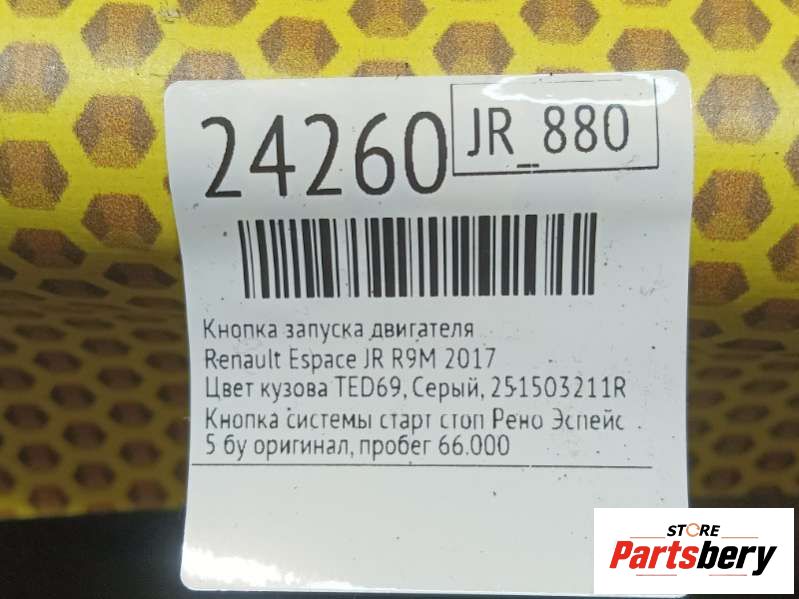 24260
JR_880
Кнопка запуска двигателя
Renault Espace JR R9M 2017
Цвет кузова TED69, Серый, 251503211R
Кнопка системы старт стоп Рено Эспейс
5 бу оригинал, пробег 66.000
STORE
Partsbery